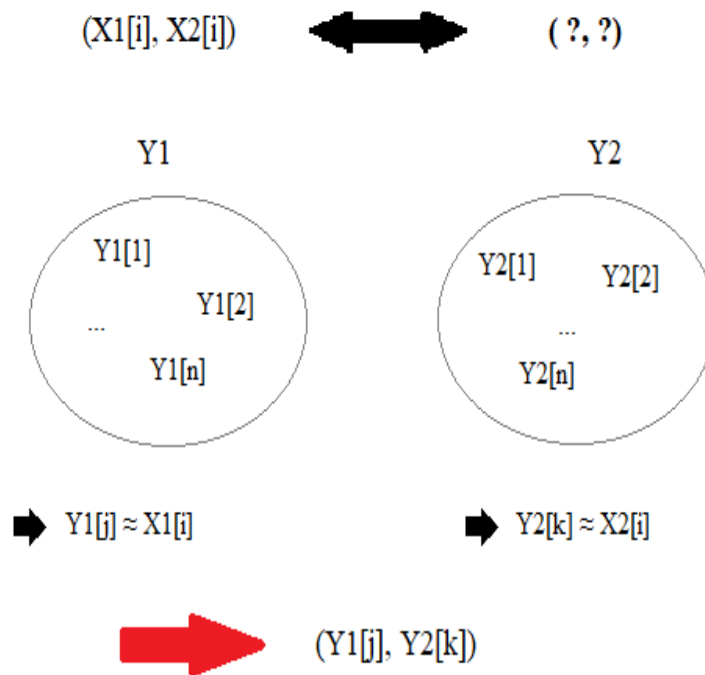 (X1[i], X2[i]) ( ?, ?)
Y1 Y2
Y1[1] Y2[1] Y2[2]
Y1[2]
... ...
Y1[n] Y2[n]
Y1[j] ≈ X1[i] Y2[k] ≈ X2[i]
(Y1[j], Y2[k])